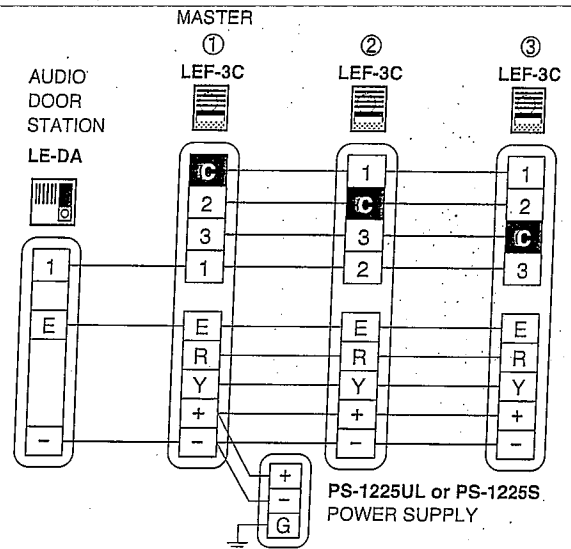 MASTER
① ② ③
LEF-3C LEF-3C LEF-3C
AUDIO
DOOR
STATION
LE-DA
C 1 1
2 C 2
3 3 C
1 1 2 3
E E E E
R R R
Y Y Y
+ + +
- - - -
+
-
G
PS-1225UL or PS-1225S
POWER SUPPLY